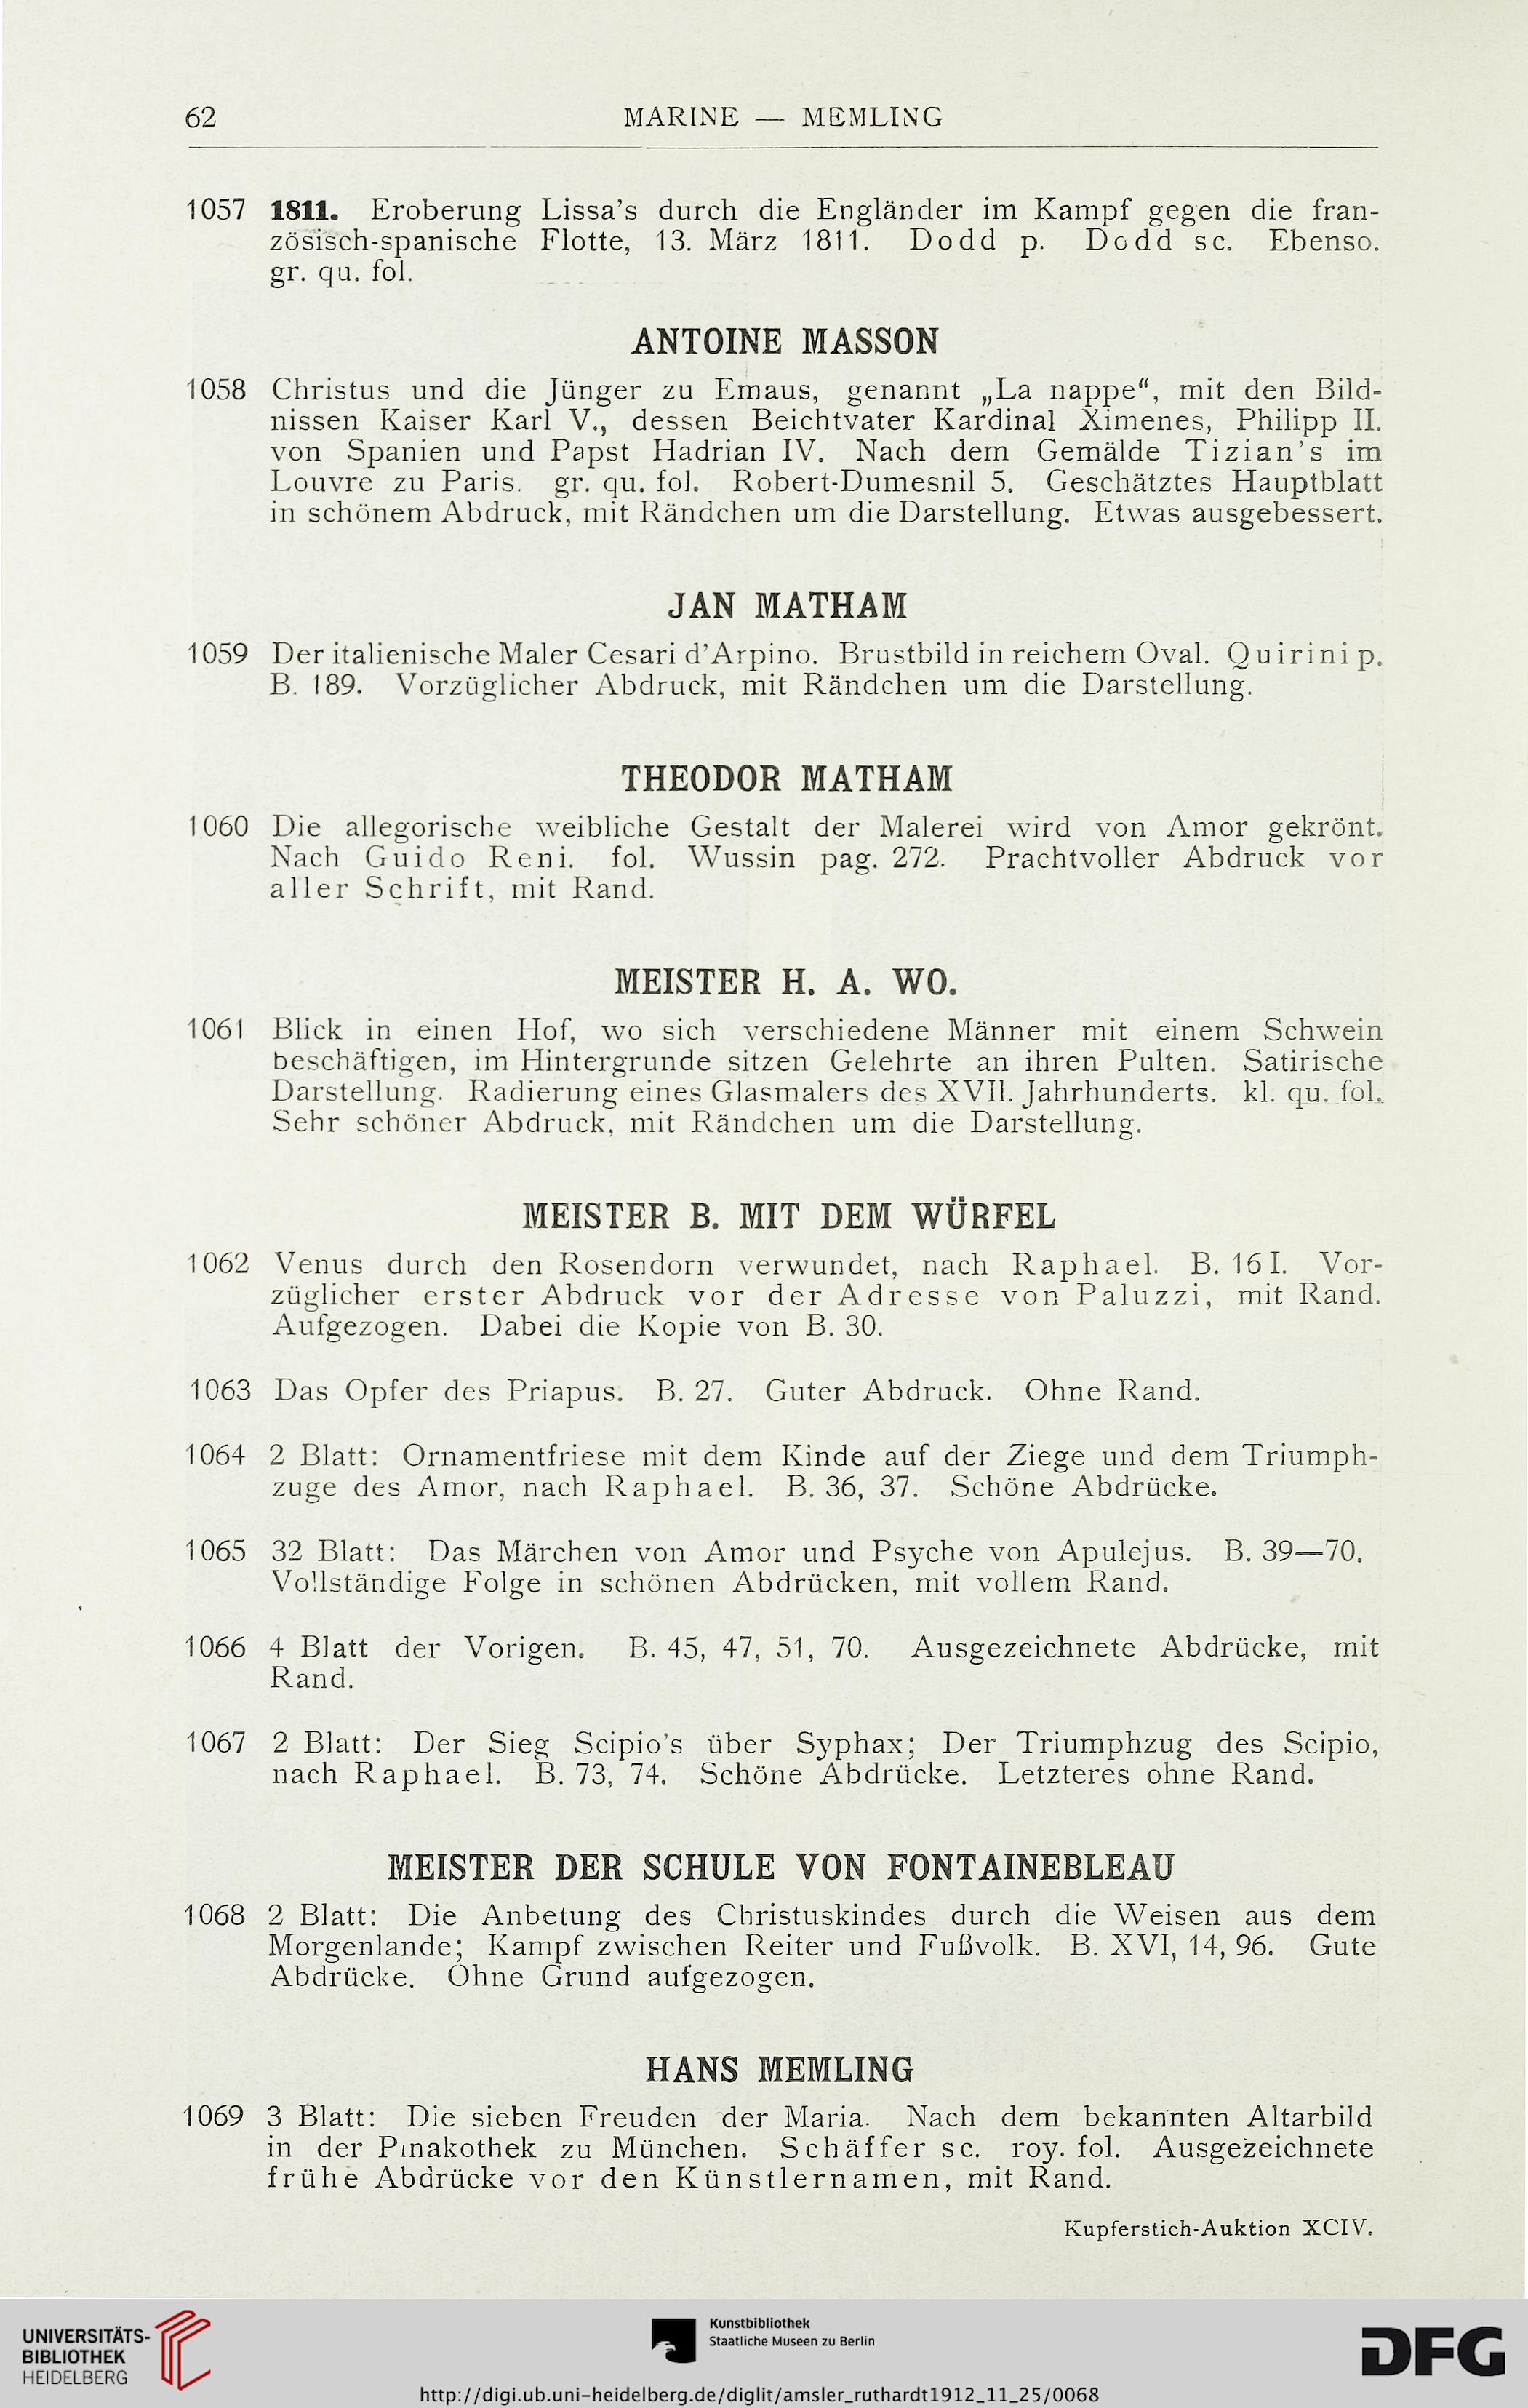 62 MARINE — MEMLING
1057 1811. Eroberung Lissa's durch die Engländer im Kampf gegen die fran-
zösisch-spanische Flotte, 13. März 1811. Dodd p. Dodd sc. Ebenso.
gr. qu. fol.
ANTOINE MASSON
1058 Christus und die Jünger zu Emaus, genannt „La nappe“, mit den Bild-
nissen Kaiser Karl V., dessen Beichtvater Kardinal Ximenes, Philipp II.
von Spanien und Papst Hadrian IV. Nach dem Gemälde Tizian's im
Louvre zu Paris. gr. qu. fol. Robert-Dumesnil 5. Geschätztes Hauptblatt
in schönem Abdruck, mit Rändchen um die Darstellung. Etwas ausgebessert.
JAN MATHAM
1059 Der italienische Maler Cesari d'Arpino. Brustbild in reichem Oval. Quirini p.
B. 189. Vorzüglicher Abdruck, mit Rändchen um die Darstellung.
THEODOR MATHAM
1060 Die allegorische weibliche Gestalt der Malerei wird von Amor gekrönt.
Nach Guido Reni. fol. Wussin pag. 272. Prachtvoller Abdruck vor
aller Schrift, mit Rand.
MEISTER H. A. WO.
1061 Blick in einen Hof, wo sich verschiedene Männer mit einem Schwein
beschäftigen, im Hintergrunde sitzen Gelehrte an ihren Pulten. Satirische
Darstellung. Radierung eines Glasmalers des XVII. Jahrhunderts. kl. qu. fol.
Sehr schöner Abdruck, mit Rändchen um die Darstellung.
MEISTER B. MIT DEM WÜRFEL
1062 Venus durch den Rosendorn verwundet, nach Raphael. B. 16 I. Vor-
züglicher erster Abdruck vor der Adresse von Paluzzi, mit Rand.
Aufgezogen. Dabei die Kopie von B. 30.
1063 Das Opfer des Priapus. B. 27. Guter Abdruck. Ohne Rand.
1064 2 Blatt: Ornamentfriese mit dem Kinde auf der Ziege und dem Triumph-
zuge des Amor, nach Raphael. B. 36, 37. Schöne Abdrücke.
1065 32 Blatt: Das Märchen von Amor und Psyche von Apulejus. B. 39—70.
Vollständige Folge in schönen Abdrücken, mit vollem Rand.
1066 4 Blatt der Vorigen. B. 45, 47, 51, 70. Ausgezeichnete Abdrücke, mit
Rand.
1067 2 Blatt: Der Sieg Scipio's über Syphax; Der Triumphzug des Scipio,
nach Raphael. B. 73, 74. Schöne Abdrücke. Letzteres ohne Rand.
MEISTER DER SCHULE VON FONTAINEBLEAU
1068 2 Blatt: Die Anbetung des Christuskindes durch die Weisen aus dem
Morgenlande; Kampf zwischen Reiter und Fußvolk. B. XVI, 14, 96. Gute
Abdrücke. Ohne Grund aufgezogen.
HANS MEMLING
1069 3 Blatt: Die sieben Freuden der Maria. Nach dem bekannten Altarbild
in der Pinakothek zu München. Schäffer sc. roy. fol. Ausgezeichnete
frühe Abdrücke vor den Künstlernamen, mit Rand.
Kupferstich-Auktion XCIV.
UNIVERSITÄTS-
BIBLIOTHEK
HEIDELBERG
Kunstbibliothek
Staatliche Museen zu Berlin
DFG
http://digi.ub.uni-heidelberg.de/diglit/amsler_ruthardt1912_11_25/0068